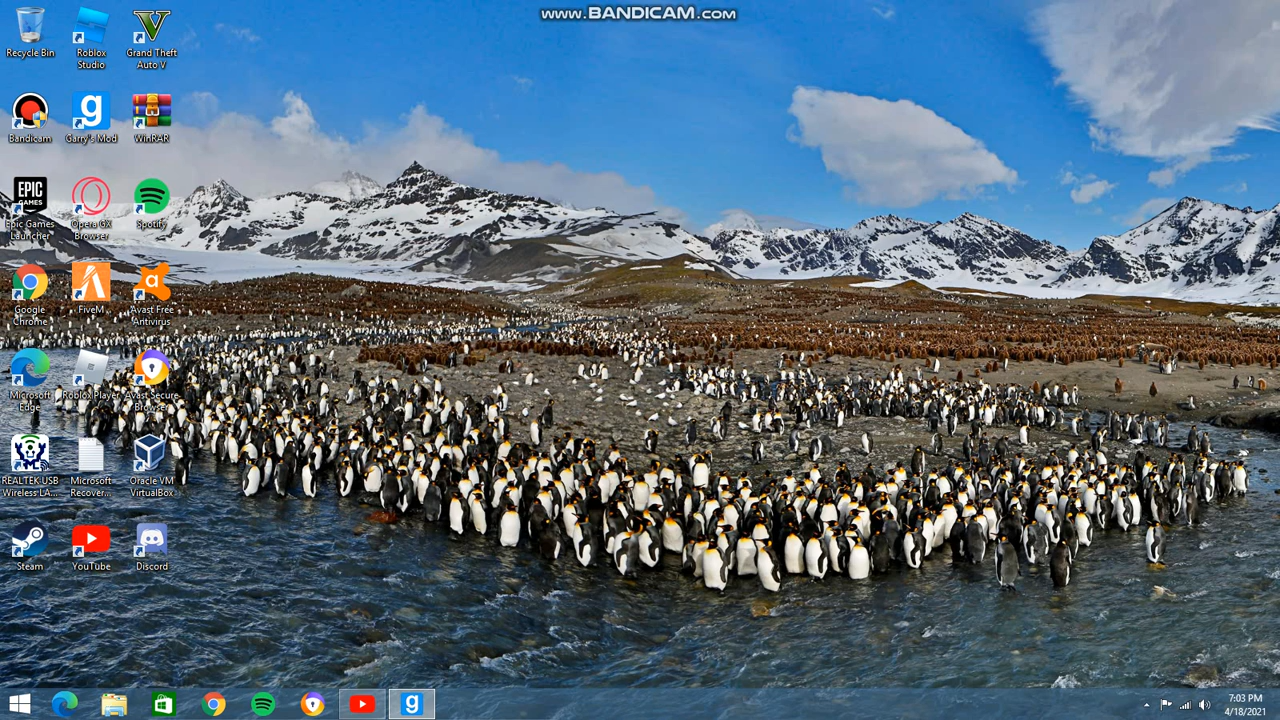 www.BANDICAM.com
Recycle Bin
Roblox
Studio
Grand Theft
Auto V
Bandicam
Garry's Mod
WinRAR
EPIC
GAMES
Epic Games
Launcher
Opera GX
Browser
Spotify
Google
Chrome
FiveM
Avast Free
Antivirus
Microsoft
Edge
Roblox Player
Avast Secure
Browser
REALTEK USB
Wireless LA...
Microsoft
Recover...
Oracle VM
VirtualBox
Steam
YouTube
Discord
7:03 PM
4/18/2021